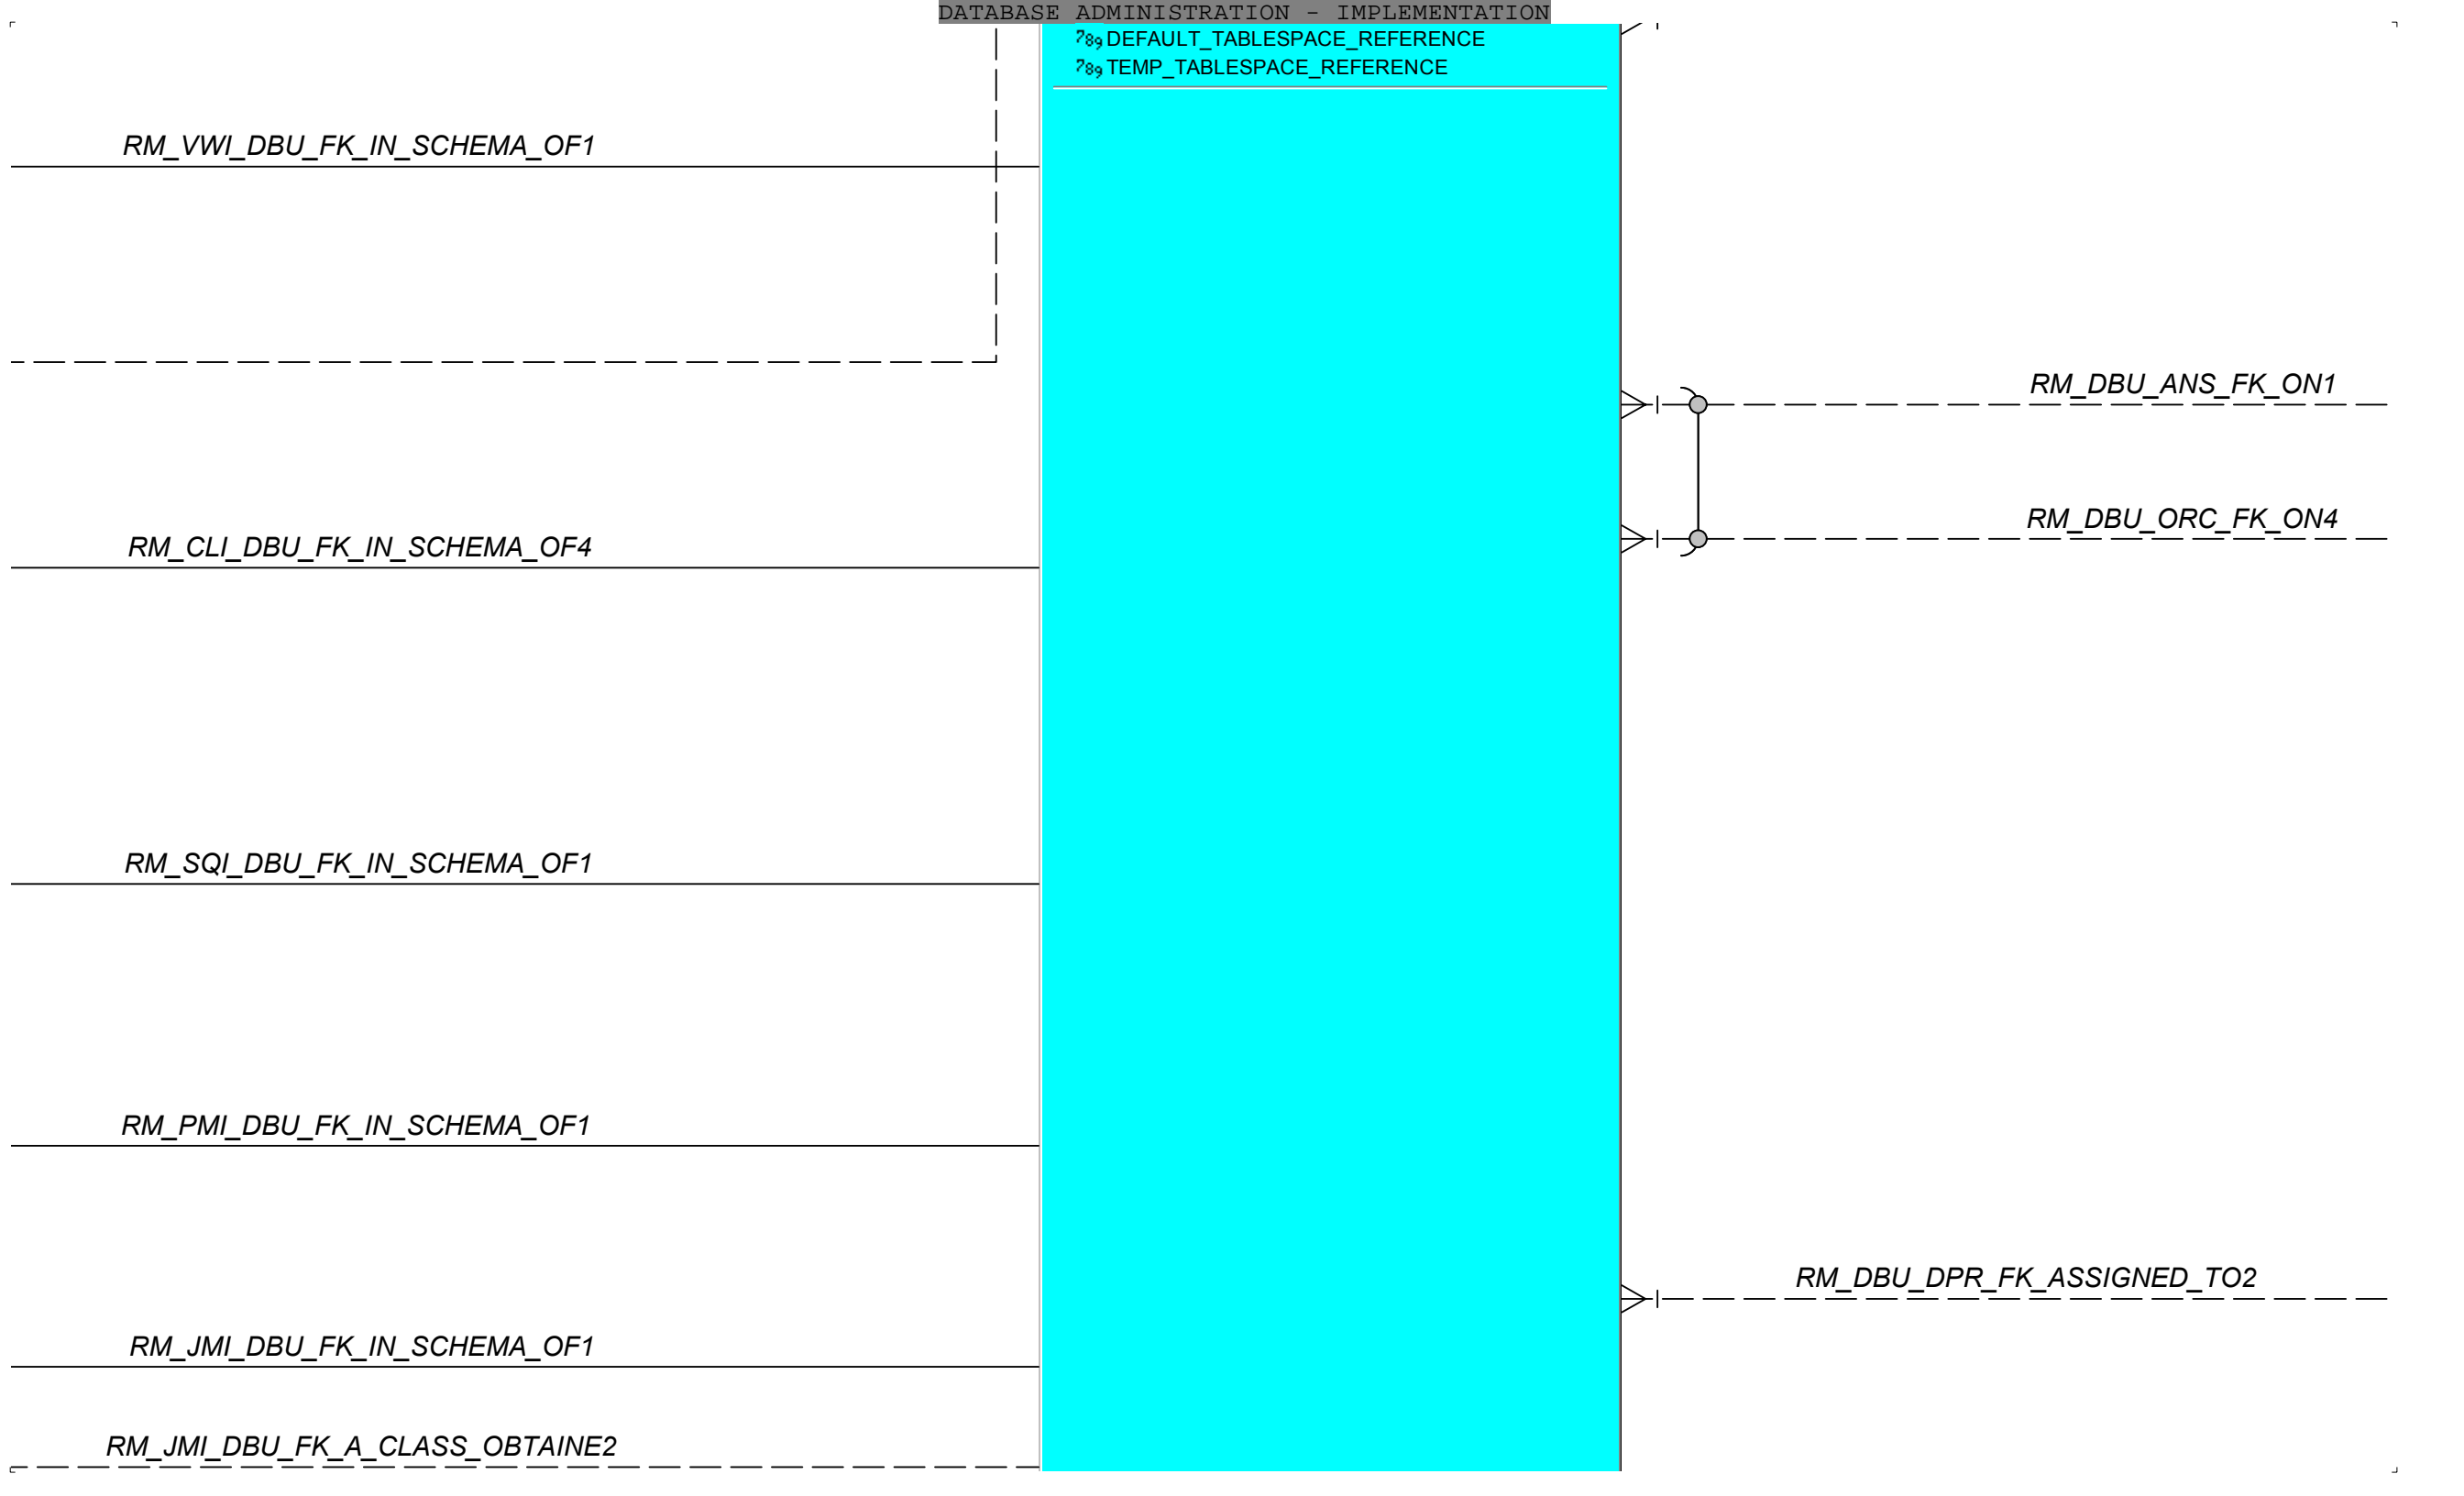 DATABASE ADMINISTRATION - IMPLEMENTATION
789 DEFAULT_TABLESPACE_REFERENCE
789 TEMP_TABLESPACE_REFERENCE
RM_VWI_DBU_FK_IN_SCHEMA_OF1
RM_DBU_ANS_FK_ON1
RM_DBU_ORC_FK_ON4
RM_CLI_DBU_FK_IN_SCHEMA_OF4
RM_SQI_DBU_FK_IN_SCHEMA_OF1
RM_PMI_DBU_FK_IN_SCHEMA_OF1
RM_DBU_DPR_FK_ASSIGNED_TO2
RM_JMI_DBU_FK_IN_SCHEMA_OF1
RM_JMI_DBU_FK_A_CLASS_OBTAINE2